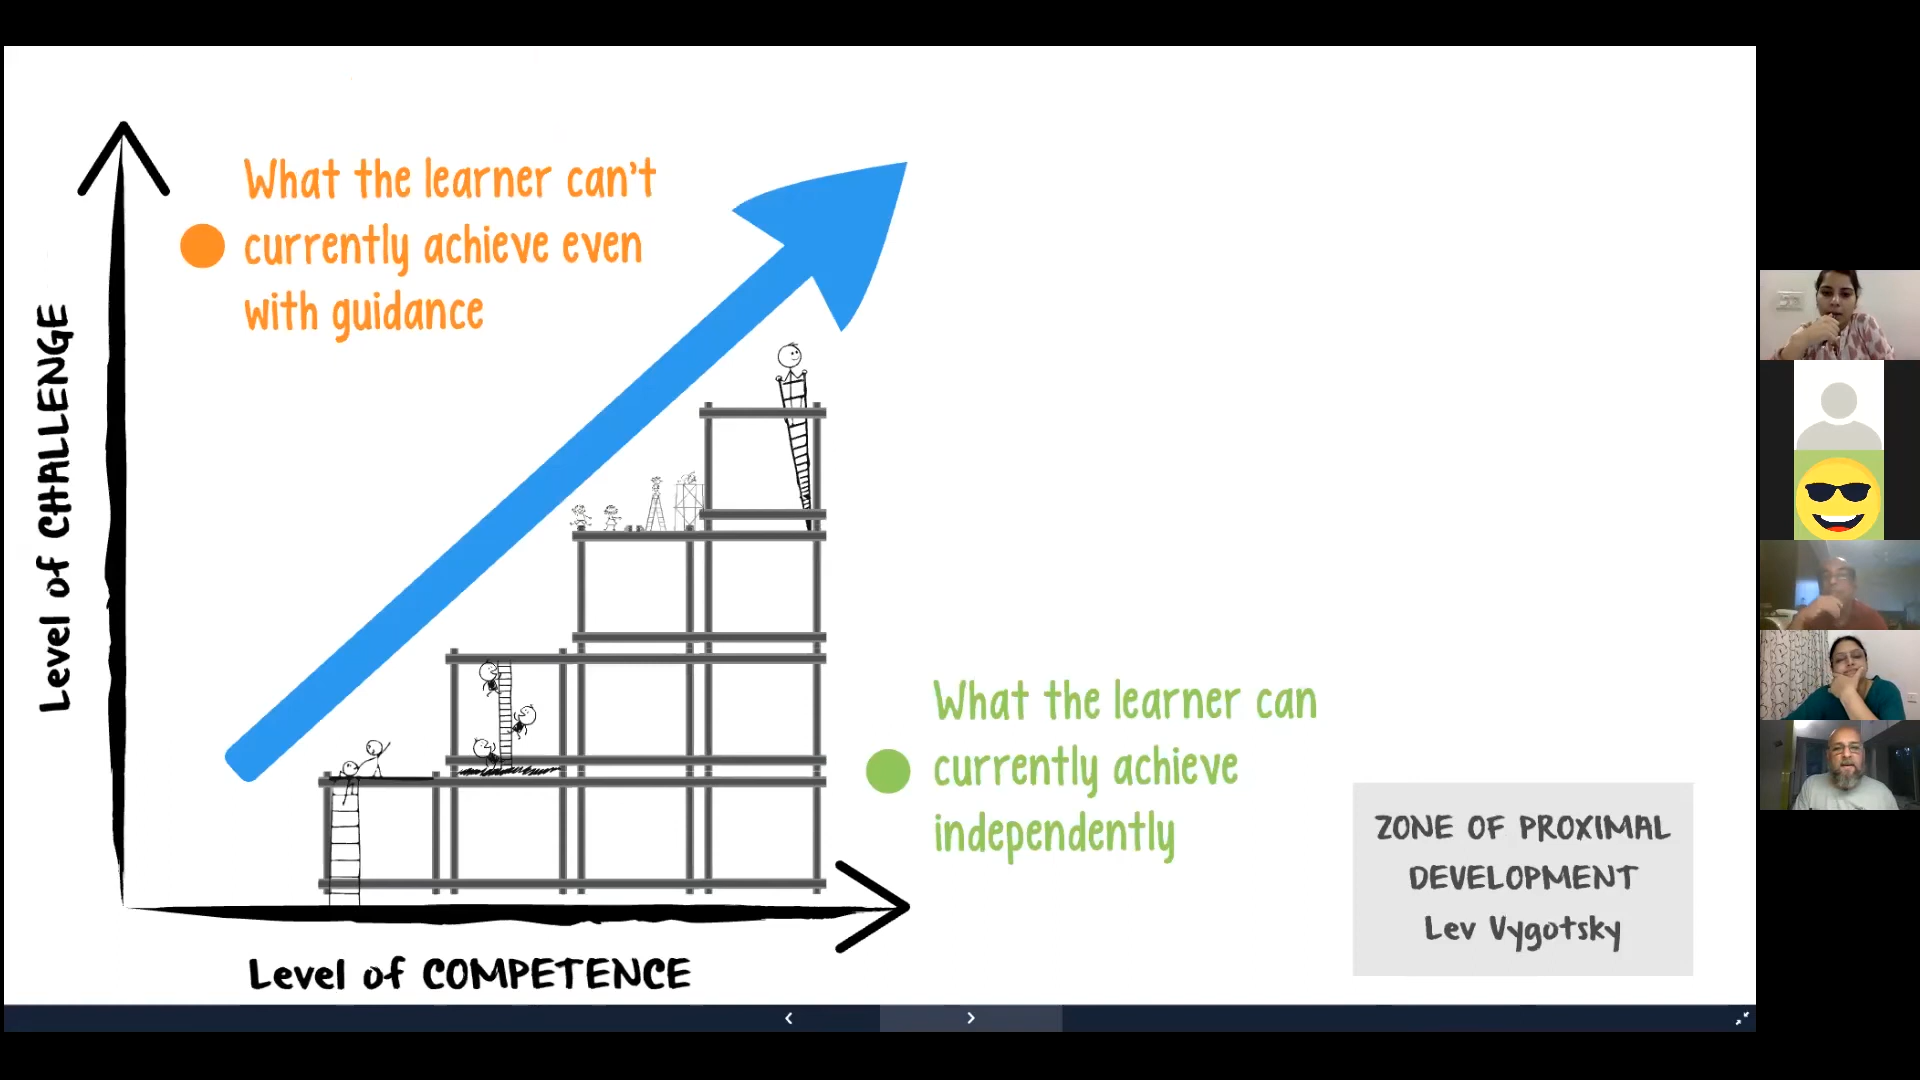 What the learner can't
currently achieve even
with guidance
Level of CHALLENGE
What the learner can
currently achieve
independently
ZONE OF PROXIMAL
DEVELOPMENT
Lev Vygotsky
Level of COMPETENCE